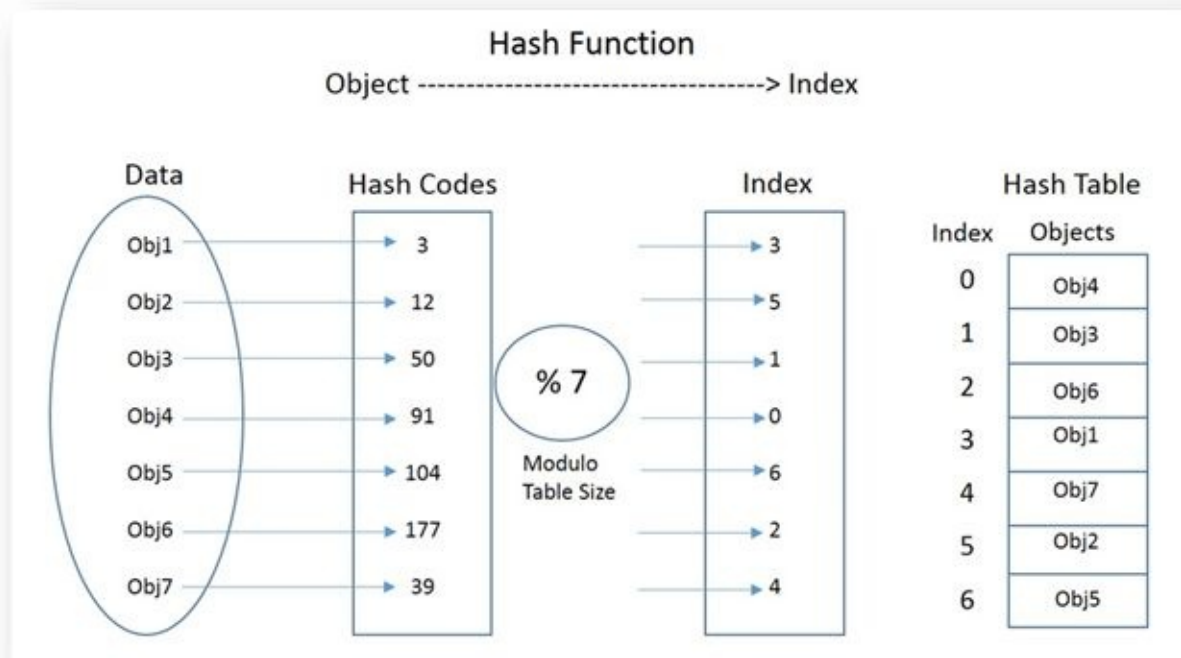 Hash Function
Object ------------------------------------> Index
Data
Hash Codes
Index
Hash Table
Index Objects
Obj1 3 3
Obj2 12 5
Obj3 50 1
Obj4 91 0
Obj5 104 6
Obj6 177 2
Obj7 39 4
% 7
Modulo
Table Size
0 Obj4
1 Obj3
2 Obj6
3 Obj1
4 Obj7
5 Obj2
6 Obj5